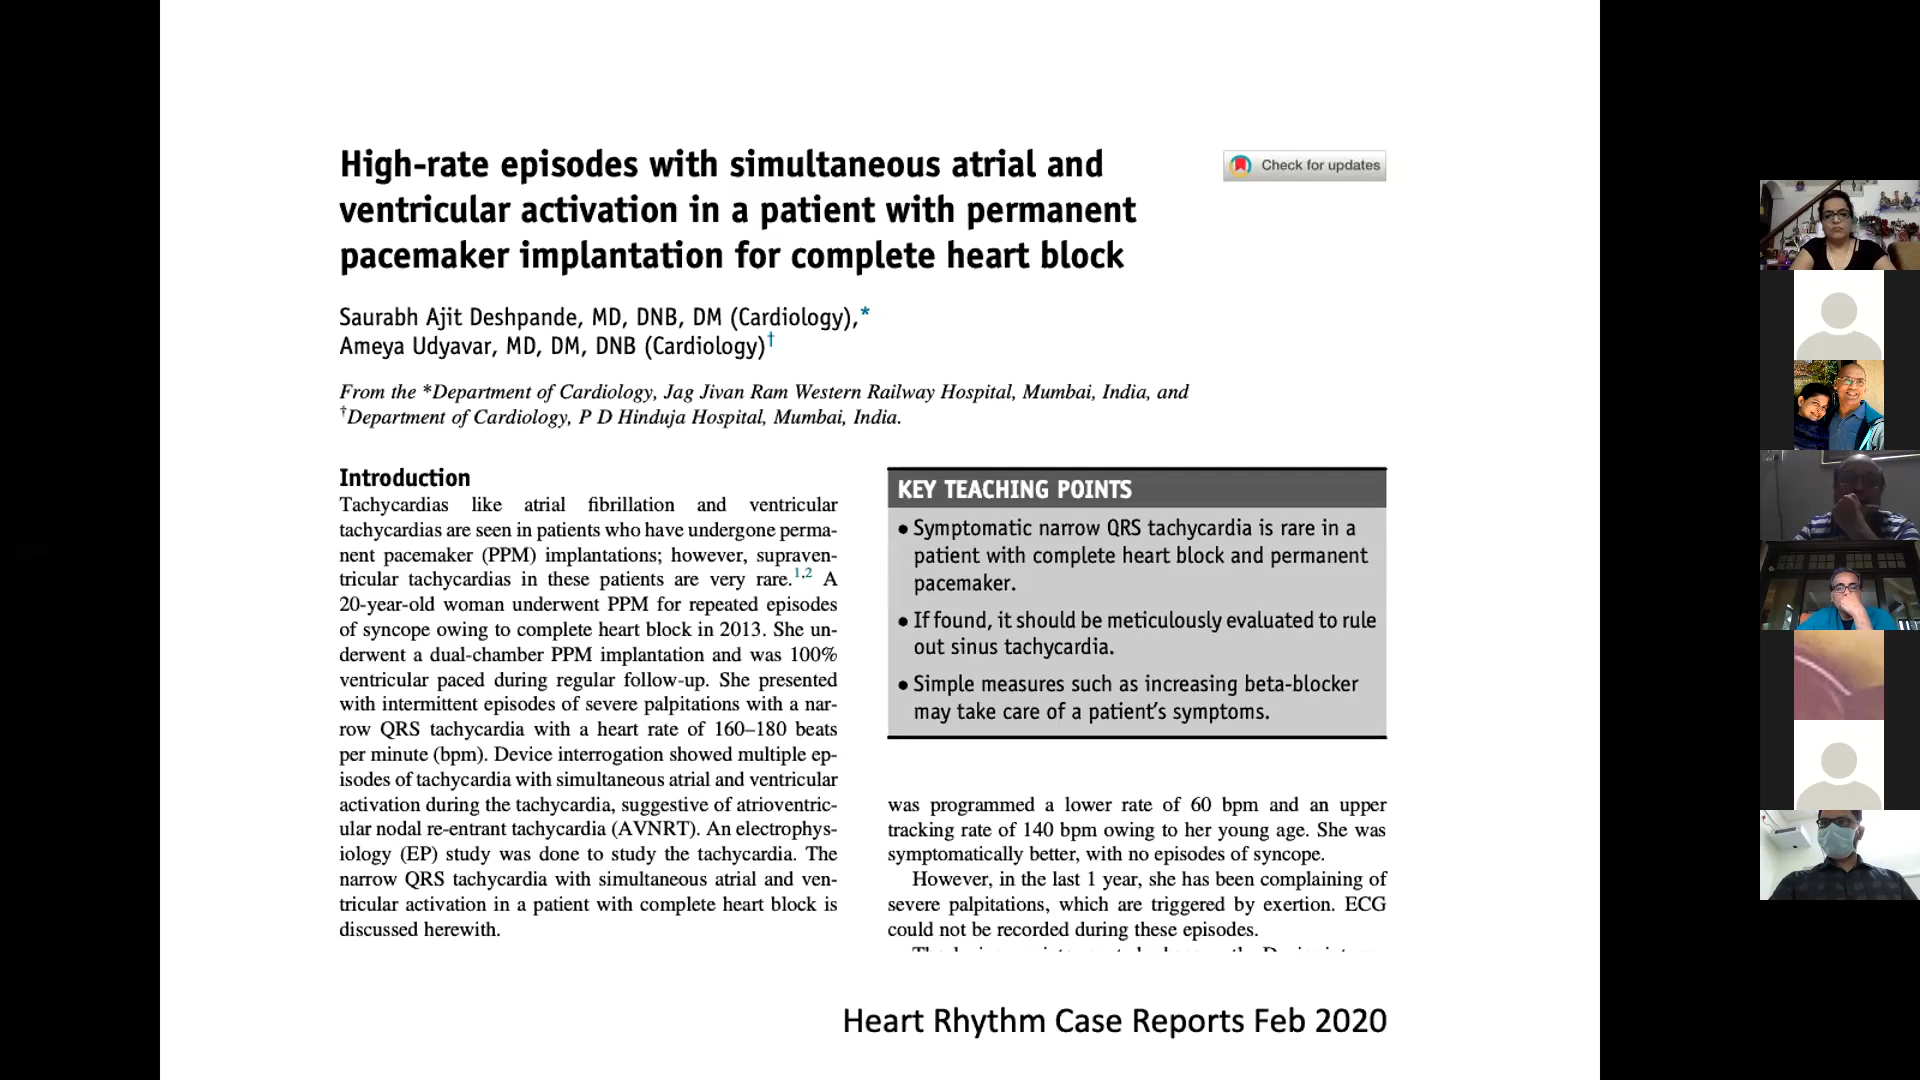 High-rate episodes with simultaneous atrial and
ventricular activation in a patient with permanent
pacemaker implantation for complete heart block
Check for updates
Saurabh Ajit Deshpande, MD, DNB, DM (Cardiology),*
Ameya Udyavar, MD, DM, DNB (Cardiology)†
From the *Department of Cardiology, Jag Jivan Ram Western Railway Hospital, Mumbai, India, and
†Department of Cardiology, P D Hinduja Hospital, Mumbai, India.
Introduction
Tachycardias like atrial fibrillation and ventricular
tachycardias are seen in patients who have undergone perma-
nent pacemaker (PPM) implantations; however, supraven-
tricular tachycardias in these patients are very rare.1,2 A
20-year-old woman underwent PPM for repeated episodes
of syncope owing to complete heart block in 2013. She un-
derwent a dual-chamber PPM implantation and was 100%
ventricular paced during regular follow-up. She presented
with intermittent episodes of severe palpitations with a nar-
row QRS tachycardia with a heart rate of 160–180 beats
per minute (bpm). Device interrogation showed multiple ep-
isodes of tachycardia with simultaneous atrial and ventricular
activation during the tachycardia, suggestive of atrioventric-
ular nodal re-entrant tachycardia (AVNRT). An electrophys-
iology (EP) study was done to study the tachycardia. The
narrow QRS tachycardia with simultaneous atrial and ven-
tricular activation in a patient with complete heart block is
discussed herewith.
KEY TEACHING POINTS
• Symptomatic narrow QRS tachycardia is rare in a
patient with complete heart block and permanent
pacemaker.
• If found, it should be meticulously evaluated to rule
out sinus tachycardia.
• Simple measures such as increasing beta-blocker
may take care of a patient's symptoms.
was programmed a lower rate of 60 bpm and an upper
tracking rate of 140 bpm owing to her young age. She was
symptomatically better, with no episodes of syncope.
However, in the last 1 year, she has been complaining of
severe palpitations, which are triggered by exertion. ECG
could not be recorded during these episodes.
Heart Rhythm Case Reports Feb 2020